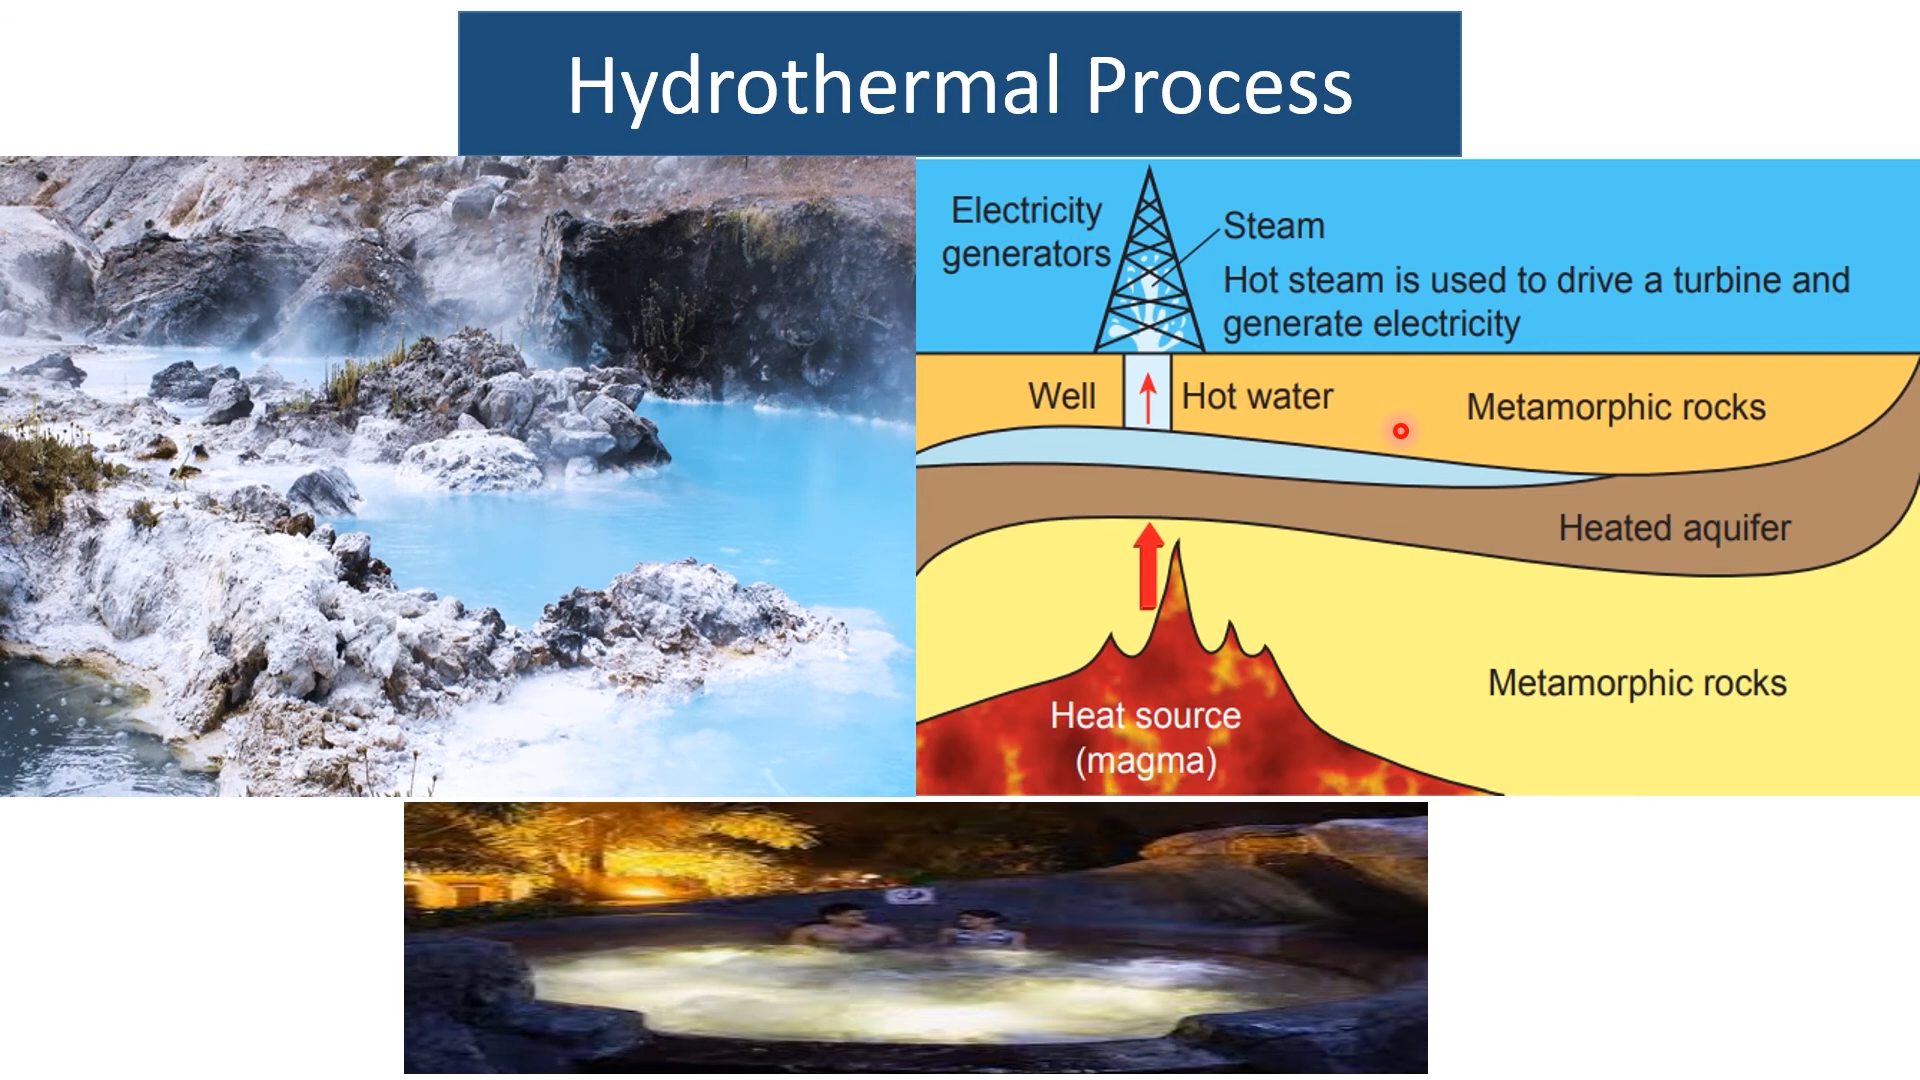 Hydrothermal Process
Electricity
generators
Steam
Hot steam is used to drive a turbine and
generate electricity
Well
Hot water
Metamorphic rocks
Heated aquifer
Metamorphic rocks
Heat source
(magma)